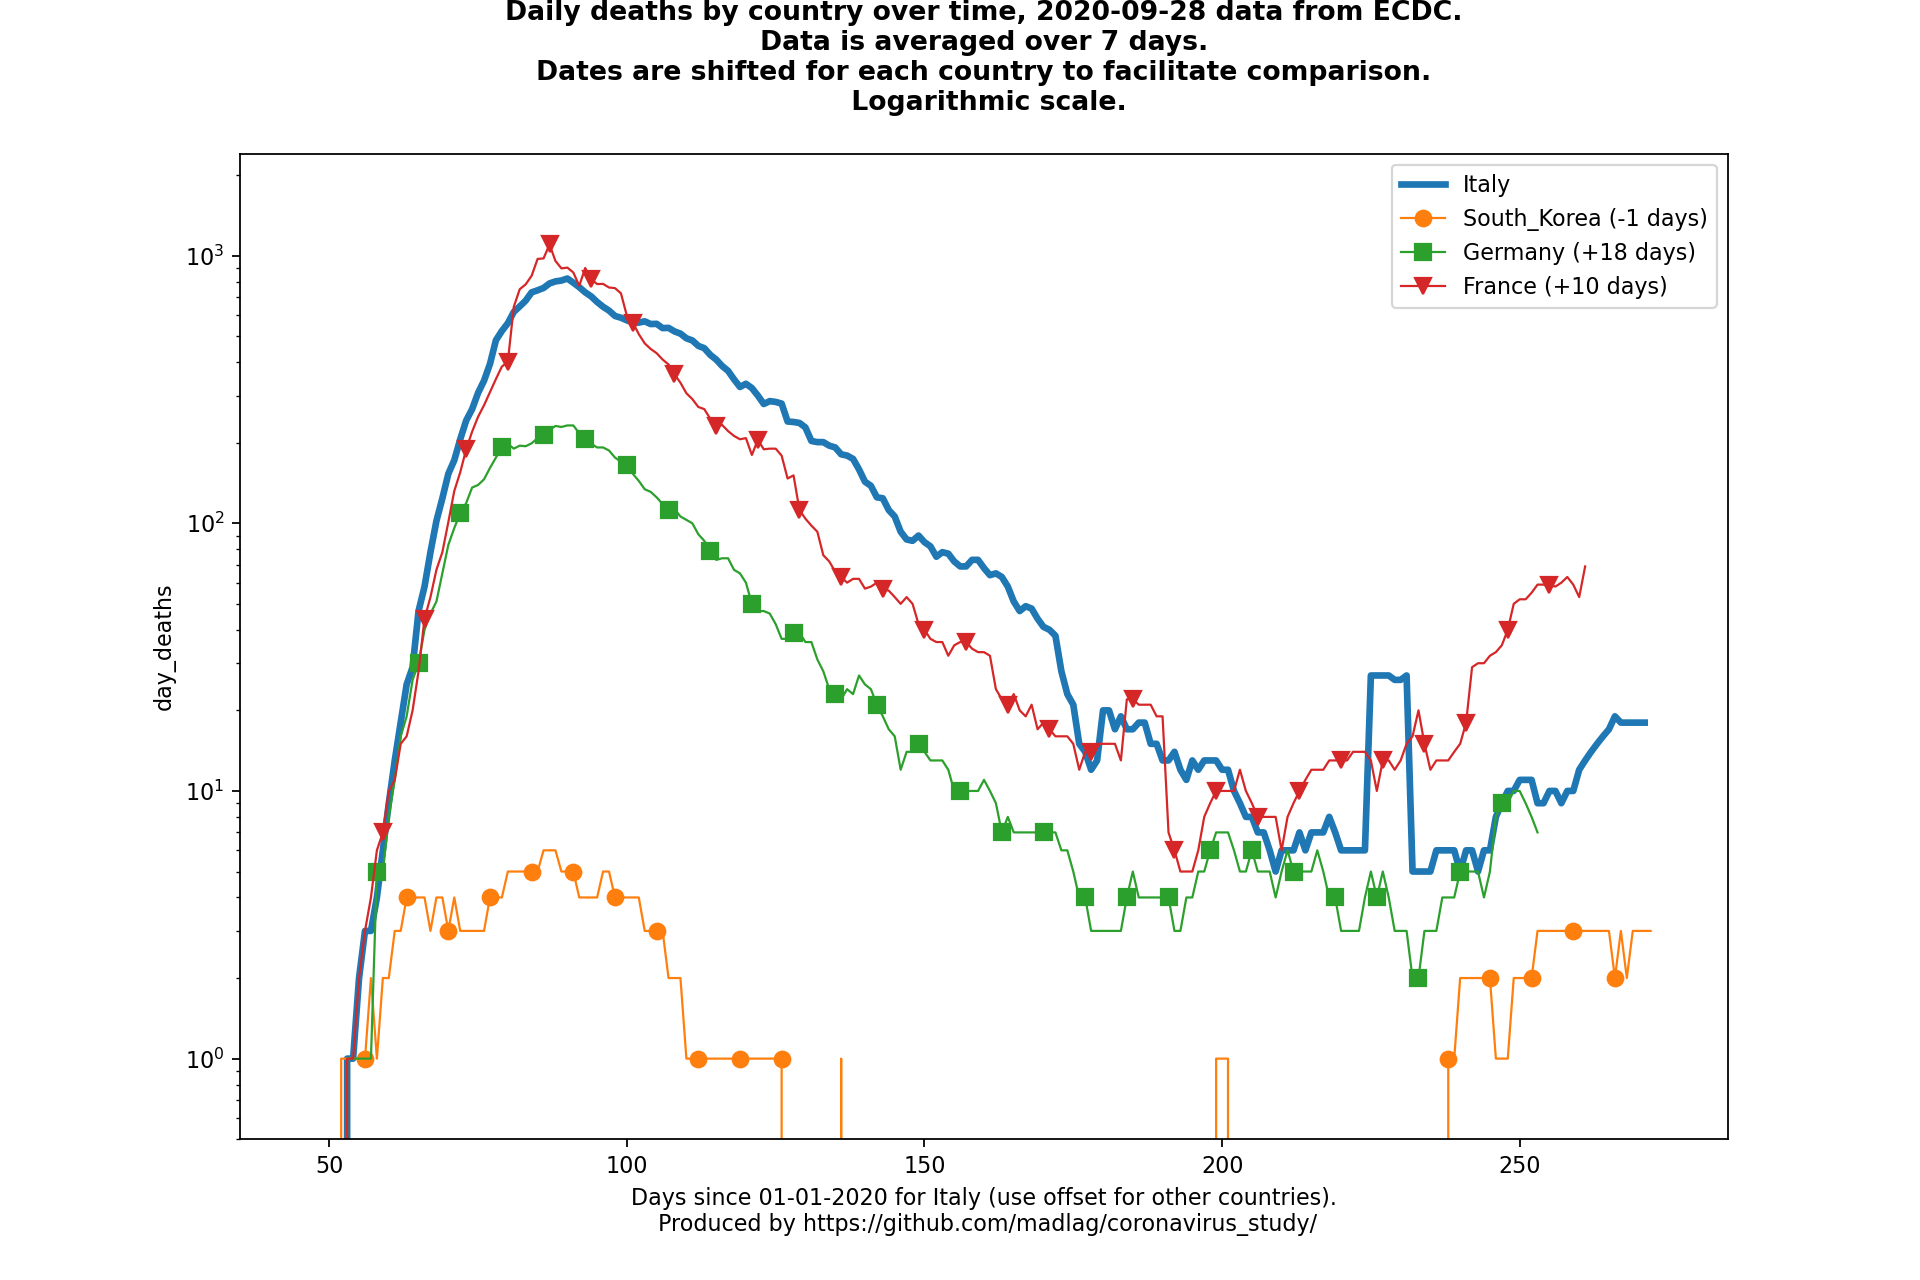 Daily deaths by country over time, 2020-09-28 data from ECDC.
Data is averaged over 7 days.
Dates are shifted for each country to facilitate comparison.
Logarithmic scale.
Italy
South_Korea (-1 days)
Germany (+18 days)
France (+10 days)
10³
10²
10¹
10⁰
day_deaths
50 100 150 200 250
Days since 01-01-2020 for Italy (use offset for other countries).
Produced by https://github.com/madlag/coronavirus_study/